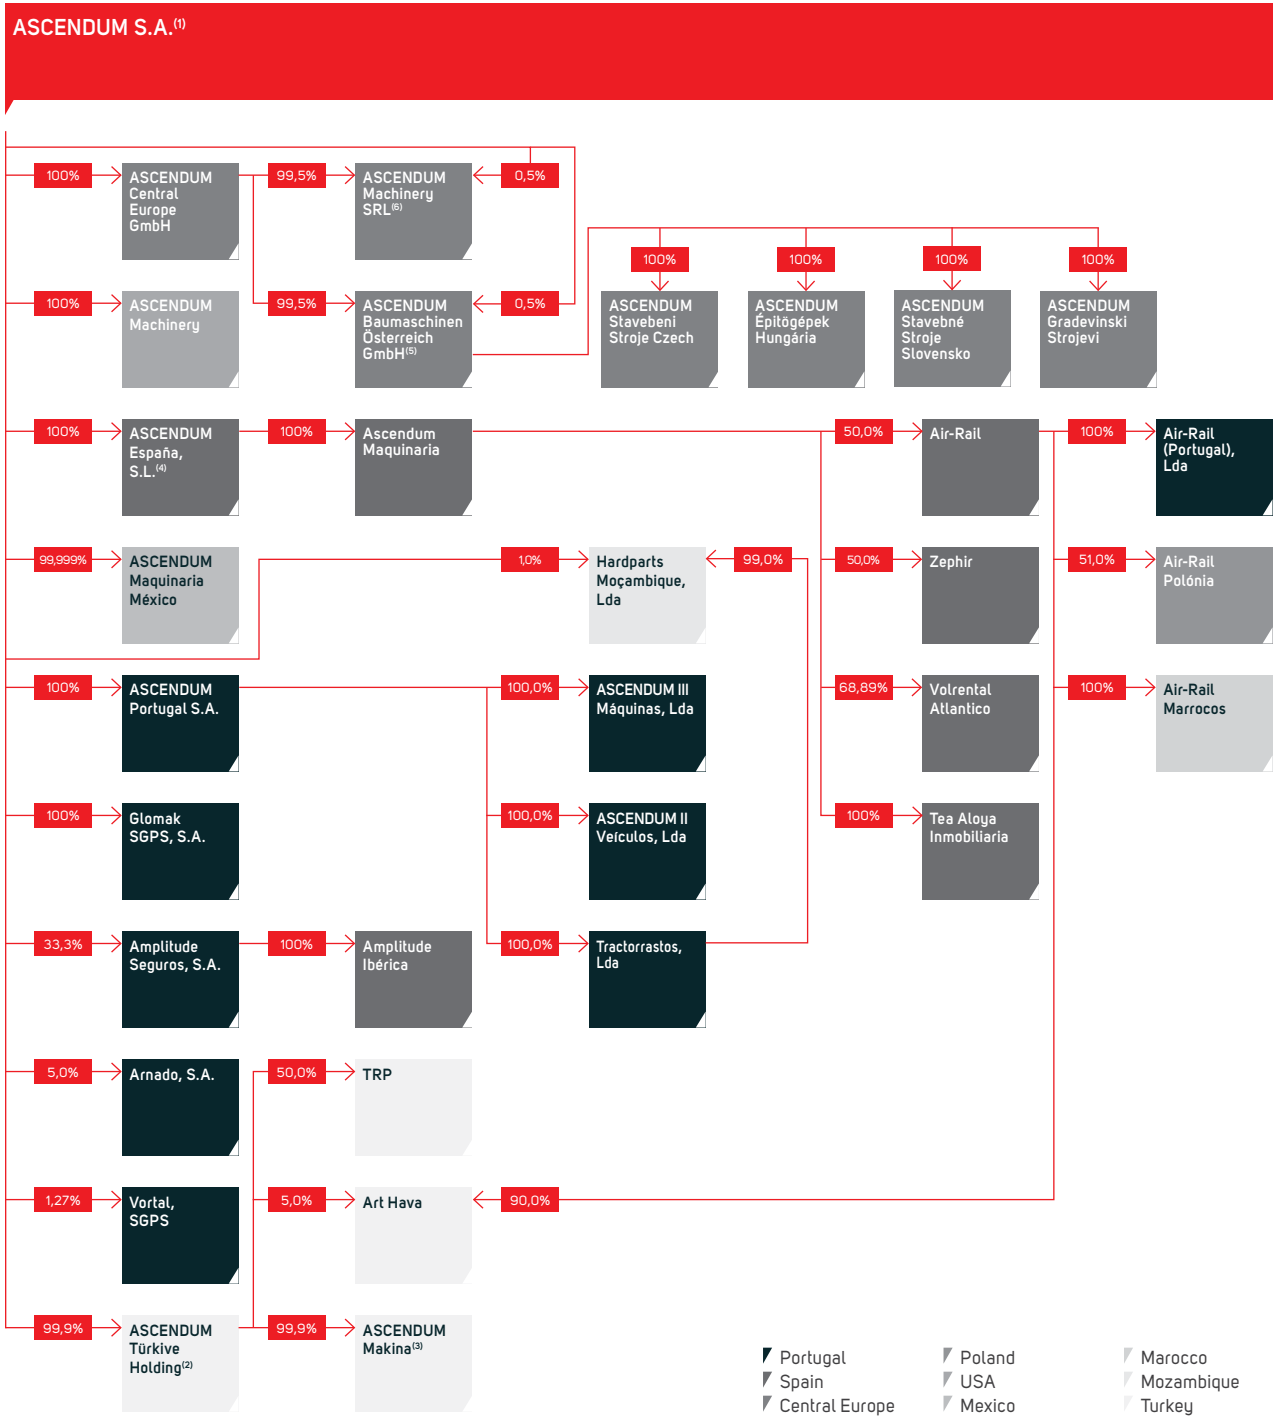 ASCENDUM S.A.(1)
100%
ASCENDUM
Central
Europe
GmbH
99,5%
ASCENDUM
Machinery
SRL(6)
0,5%
100%
100%
100%
100%
100%
ASCENDUM
Machinery
99,5%
ASCENDUM
Baumaschinen
Österreich
GmbH(5)
0,5%
ASCENDUM
Stavebeni
Stroje Czech
ASCENDUM
Épitögépek
Hungária
ASCENDUM
Stavebné
Stroje
Slovensko
ASCENDUM
Gradevinski
Strojevi
100%
ASCENDUM
España,
S.L.(4)
100%
Ascendum
Maquinaria
50,0%
Air-Rail
100%
Air-Rail
(Portugal),
Lda
99,999%
ASCENDUM
Maquinaria
México
1,0%
Hardparts
Moçambique,
Lda
99,0%
50,0%
Zephir
51,0%
Air-Rail
Polónia
100%
ASCENDUM
Portugal S.A.
100,0%
ASCENDUM III
Máquinas, Lda
68,89%
Volrental
Atlantico
100%
Air-Rail
Marrocos
100%
Glomak
SGPS, S.A.
100,0%
ASCENDUM II
Veículos, Lda
100%
Tea Aloya
Inmobiliaria
33,3%
Amplitude
Seguros, S.A.
100%
Amplitude
Ibérica
100,0%
Tractorrastos,
Lda
5,0%
Arnado, S.A.
50,0%
TRP
1,27%
Vortal,
SGPS
5,0%
Art Hava
90,0%
99,9%
ASCENDUM
Türkive
Holding(2)
99,9%
ASCENDUM
Makina(3)
Portugal
Spain
Central Europe
Poland
USA
Mexico
Marocco
Mozambique
Turkey